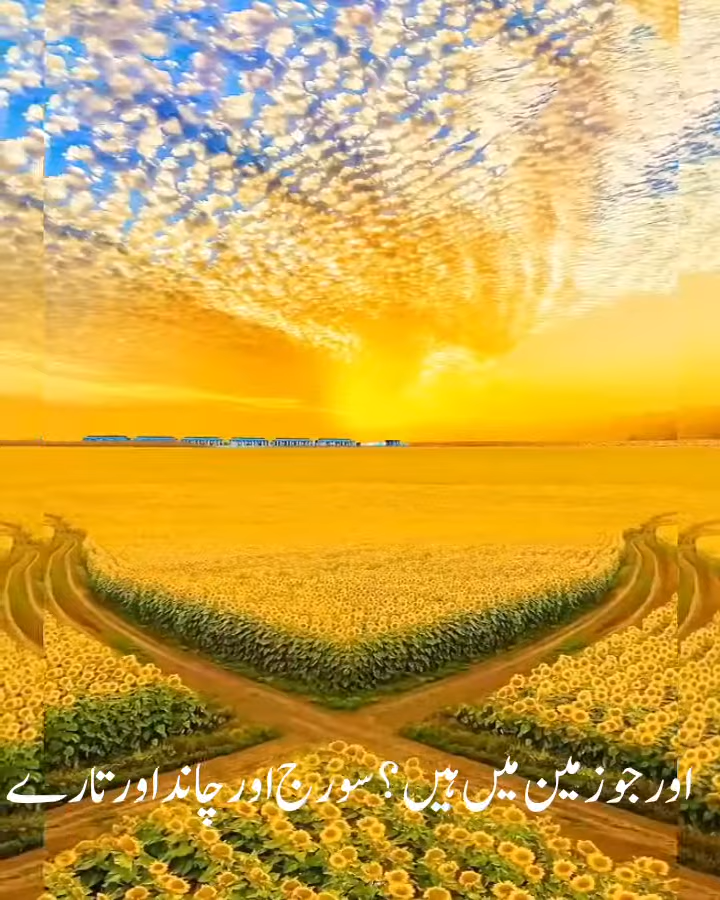 اور جو زمین میں ہیں؟ سورج اور چاند اور تارے